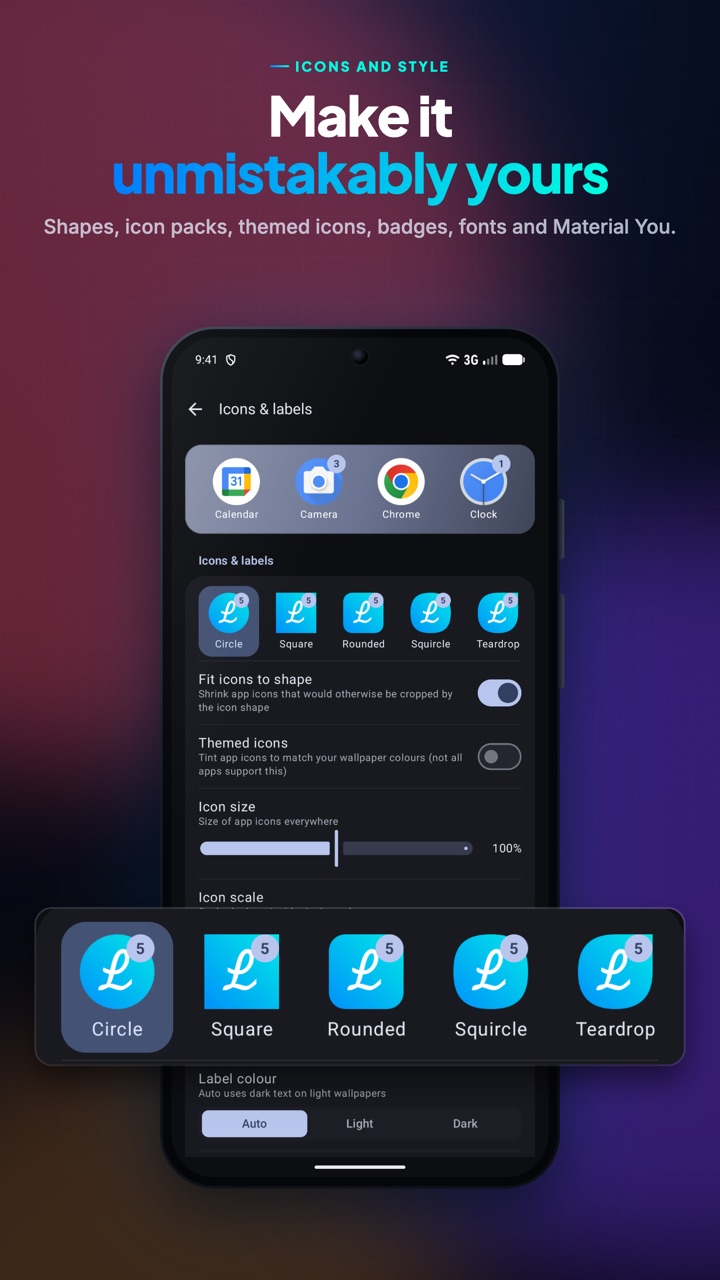 ICONS AND STYLE
Make it
unmistakably yours
Shapes, icon packs, themed icons, badges, fonts and Material You.
9:41 3G
Icons & labels
31 3 1
Calendar Camera Chrome Clock
Icons & labels
ℒ 5 ℒ 5 ℒ 5 ℒ 5 ℒ 5
Circle Square Rounded Squircle Teardrop
Fit icons to shape
Shrink app icons that would otherwise be cropped by
the icon shape
Themed icons
Tint app icons to match your wallpaper colours (not all
apps support this)
Icon size
Size of app icons everywhere
100%
Icon scale
ℒ 5 ℒ 5 ℒ 5 ℒ 5 ℒ 5
Circle Square Rounded Squircle Teardrop
Label colour
Auto uses dark text on light wallpapers
Auto Light Dark